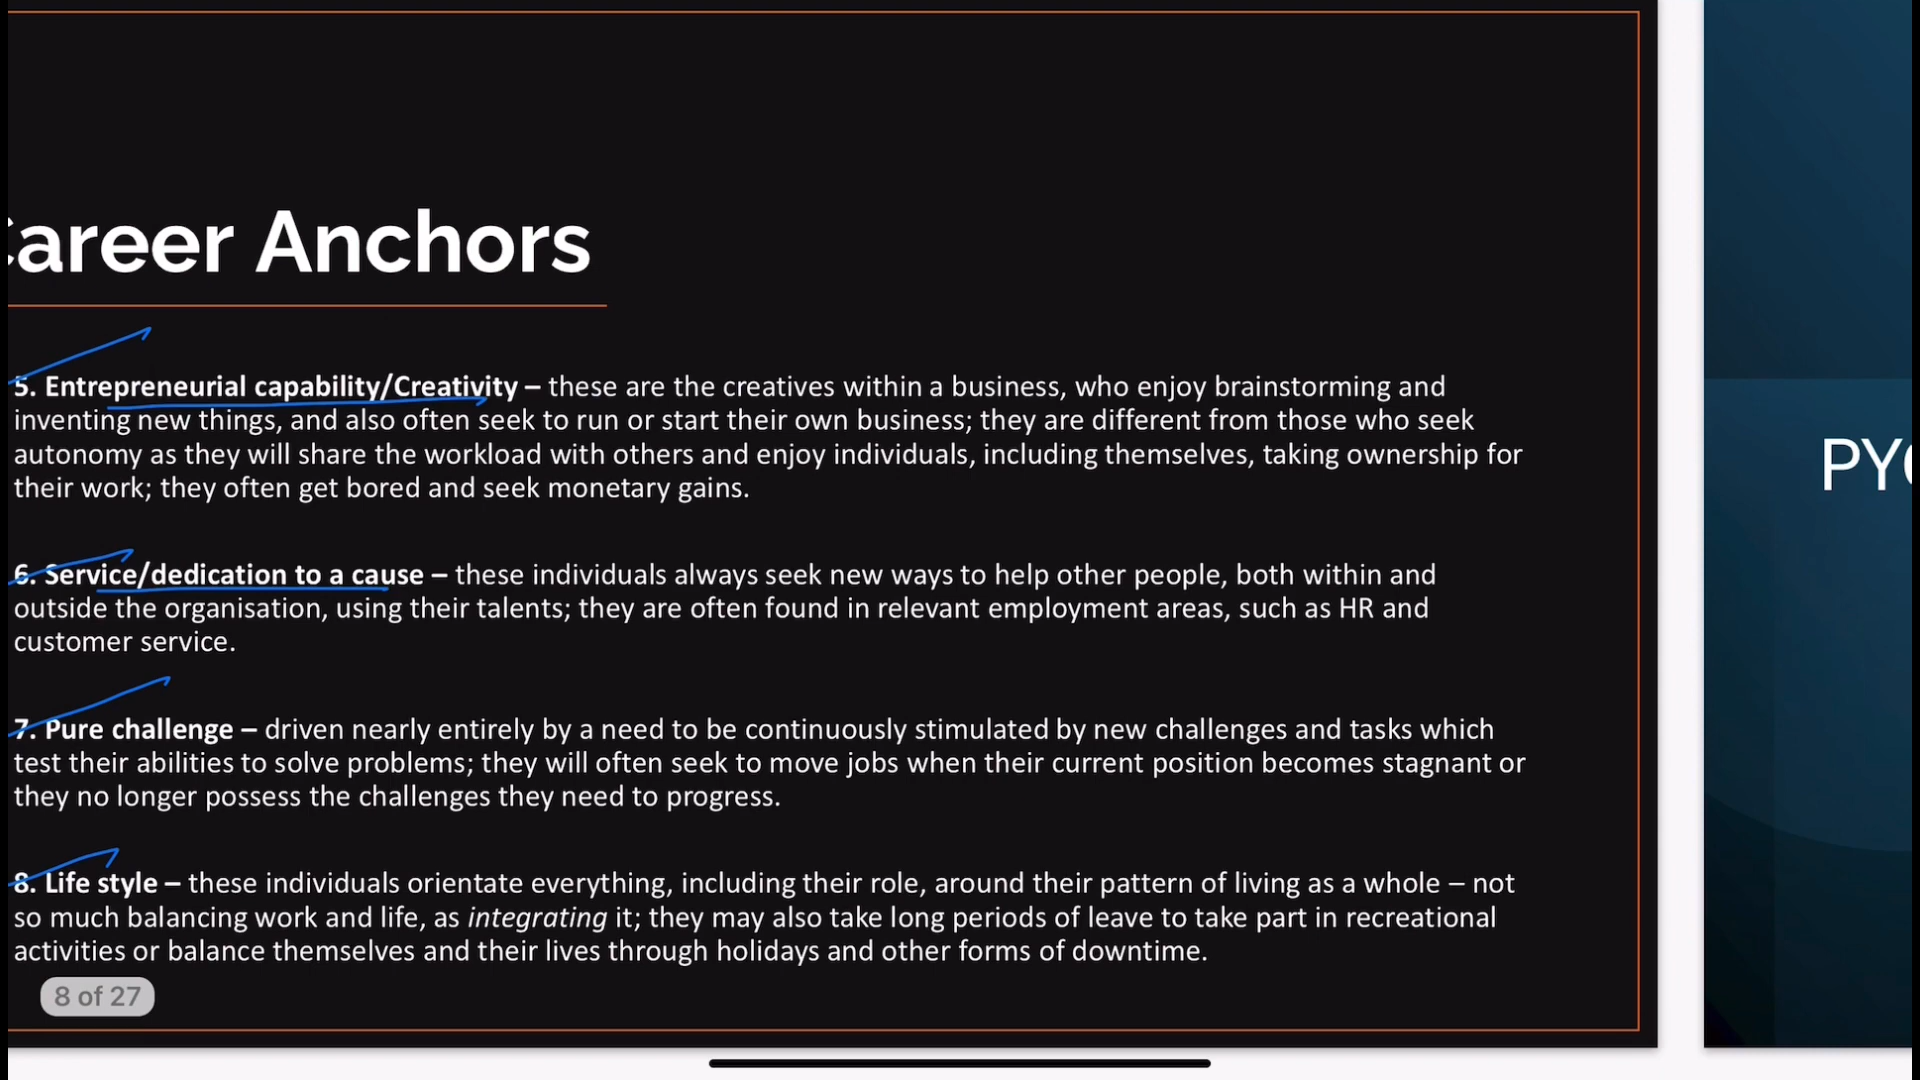 Career Anchors
5. Entrepreneurial capability/Creativity – these are the creatives within a business, who enjoy brainstorming and
inventing new things, and also often seek to run or start their own business; they are different from those who seek
autonomy as they will share the workload with others and enjoy individuals, including themselves, taking ownership for
their work; they often get bored and seek monetary gains.
6. Service/dedication to a cause – these individuals always seek new ways to help other people, both within and
outside the organisation, using their talents; they are often found in relevant employment areas, such as HR and
customer service.
7. Pure challenge – driven nearly entirely by a need to be continuously stimulated by new challenges and tasks which
test their abilities to solve problems; they will often seek to move jobs when their current position becomes stagnant or
they no longer possess the challenges they need to progress.
8. Life style – these individuals orientate everything, including their role, around their pattern of living as a whole – not
so much balancing work and life, as integrating it; they may also take long periods of leave to take part in recreational
activities or balance themselves and their lives through holidays and other forms of downtime.
8 of 27